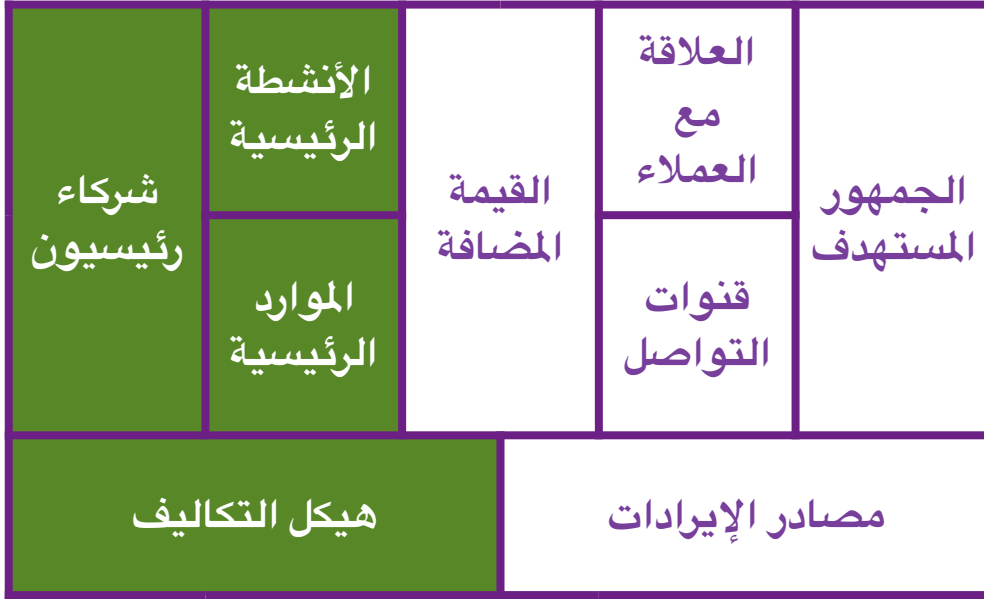 الجمهور
المستهدف
العلاقة
مع
العملاء
قنوات
التواصل
القيمة
المضافة
الأنشطة
الرئيسية
الموارد
الرئيسية
شركاء
رئيسيون
مصادر الإيرادات
هيكل التكاليف